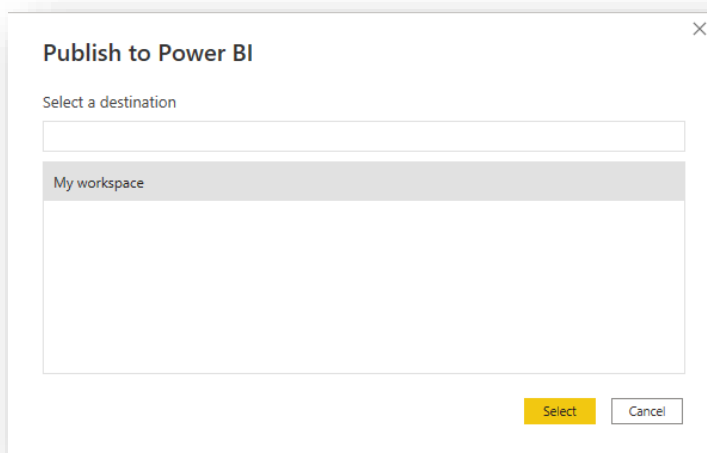 Publish to Power BI
Select a destination
My workspace
Select
Cancel